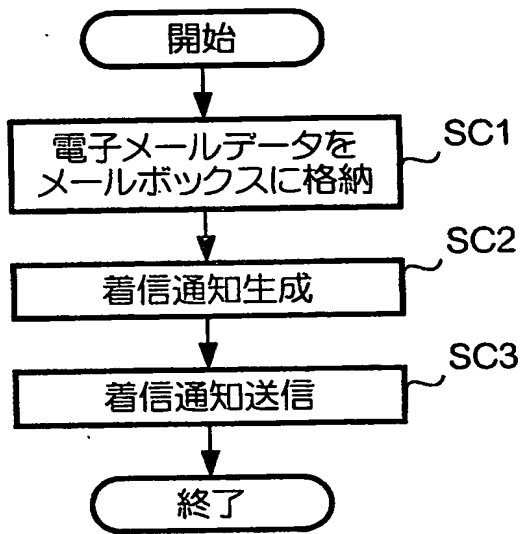 開始
電子メールデータを
メールボックスに格納
SC1
着信通知生成
SC2
着信通知送信
SC3
終了